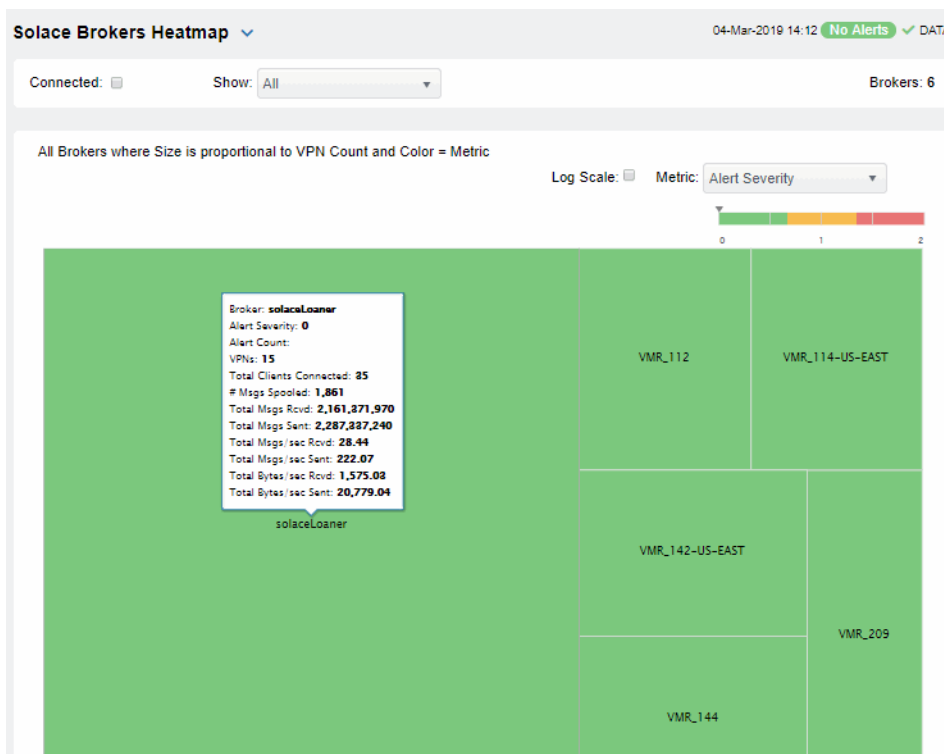 Solace Brokers Heatmap
04-Mar-2019 14:12 No Alerts DATA
Connected: Show: All Brokers: 6
All Brokers where Size is proportional to VPN Count and Color = Metric
Log Scale: Metric: Alert Severity
0 1 2
Broker: solaceLoaner
Alert Severity: 0
Alert Count:
VPNs: 15
Total Clients Connected: 35
# Msgs Spooled: 1,861
Total Msgs Rcvd: 2,161,371,970
Total Msgs Sent: 2,287,337,240
Total Msgs/sec Rcvd: 28.44
Total Msgs/sec Sent: 222.07
Total Bytes/sec Rcvd: 1,575.03
Total Bytes/sec Sent: 20,779.04
solaceLoaner
VMR_112
VMR_114-US-EAST
VMR_142-US-EAST
VMR_209
VMR_144